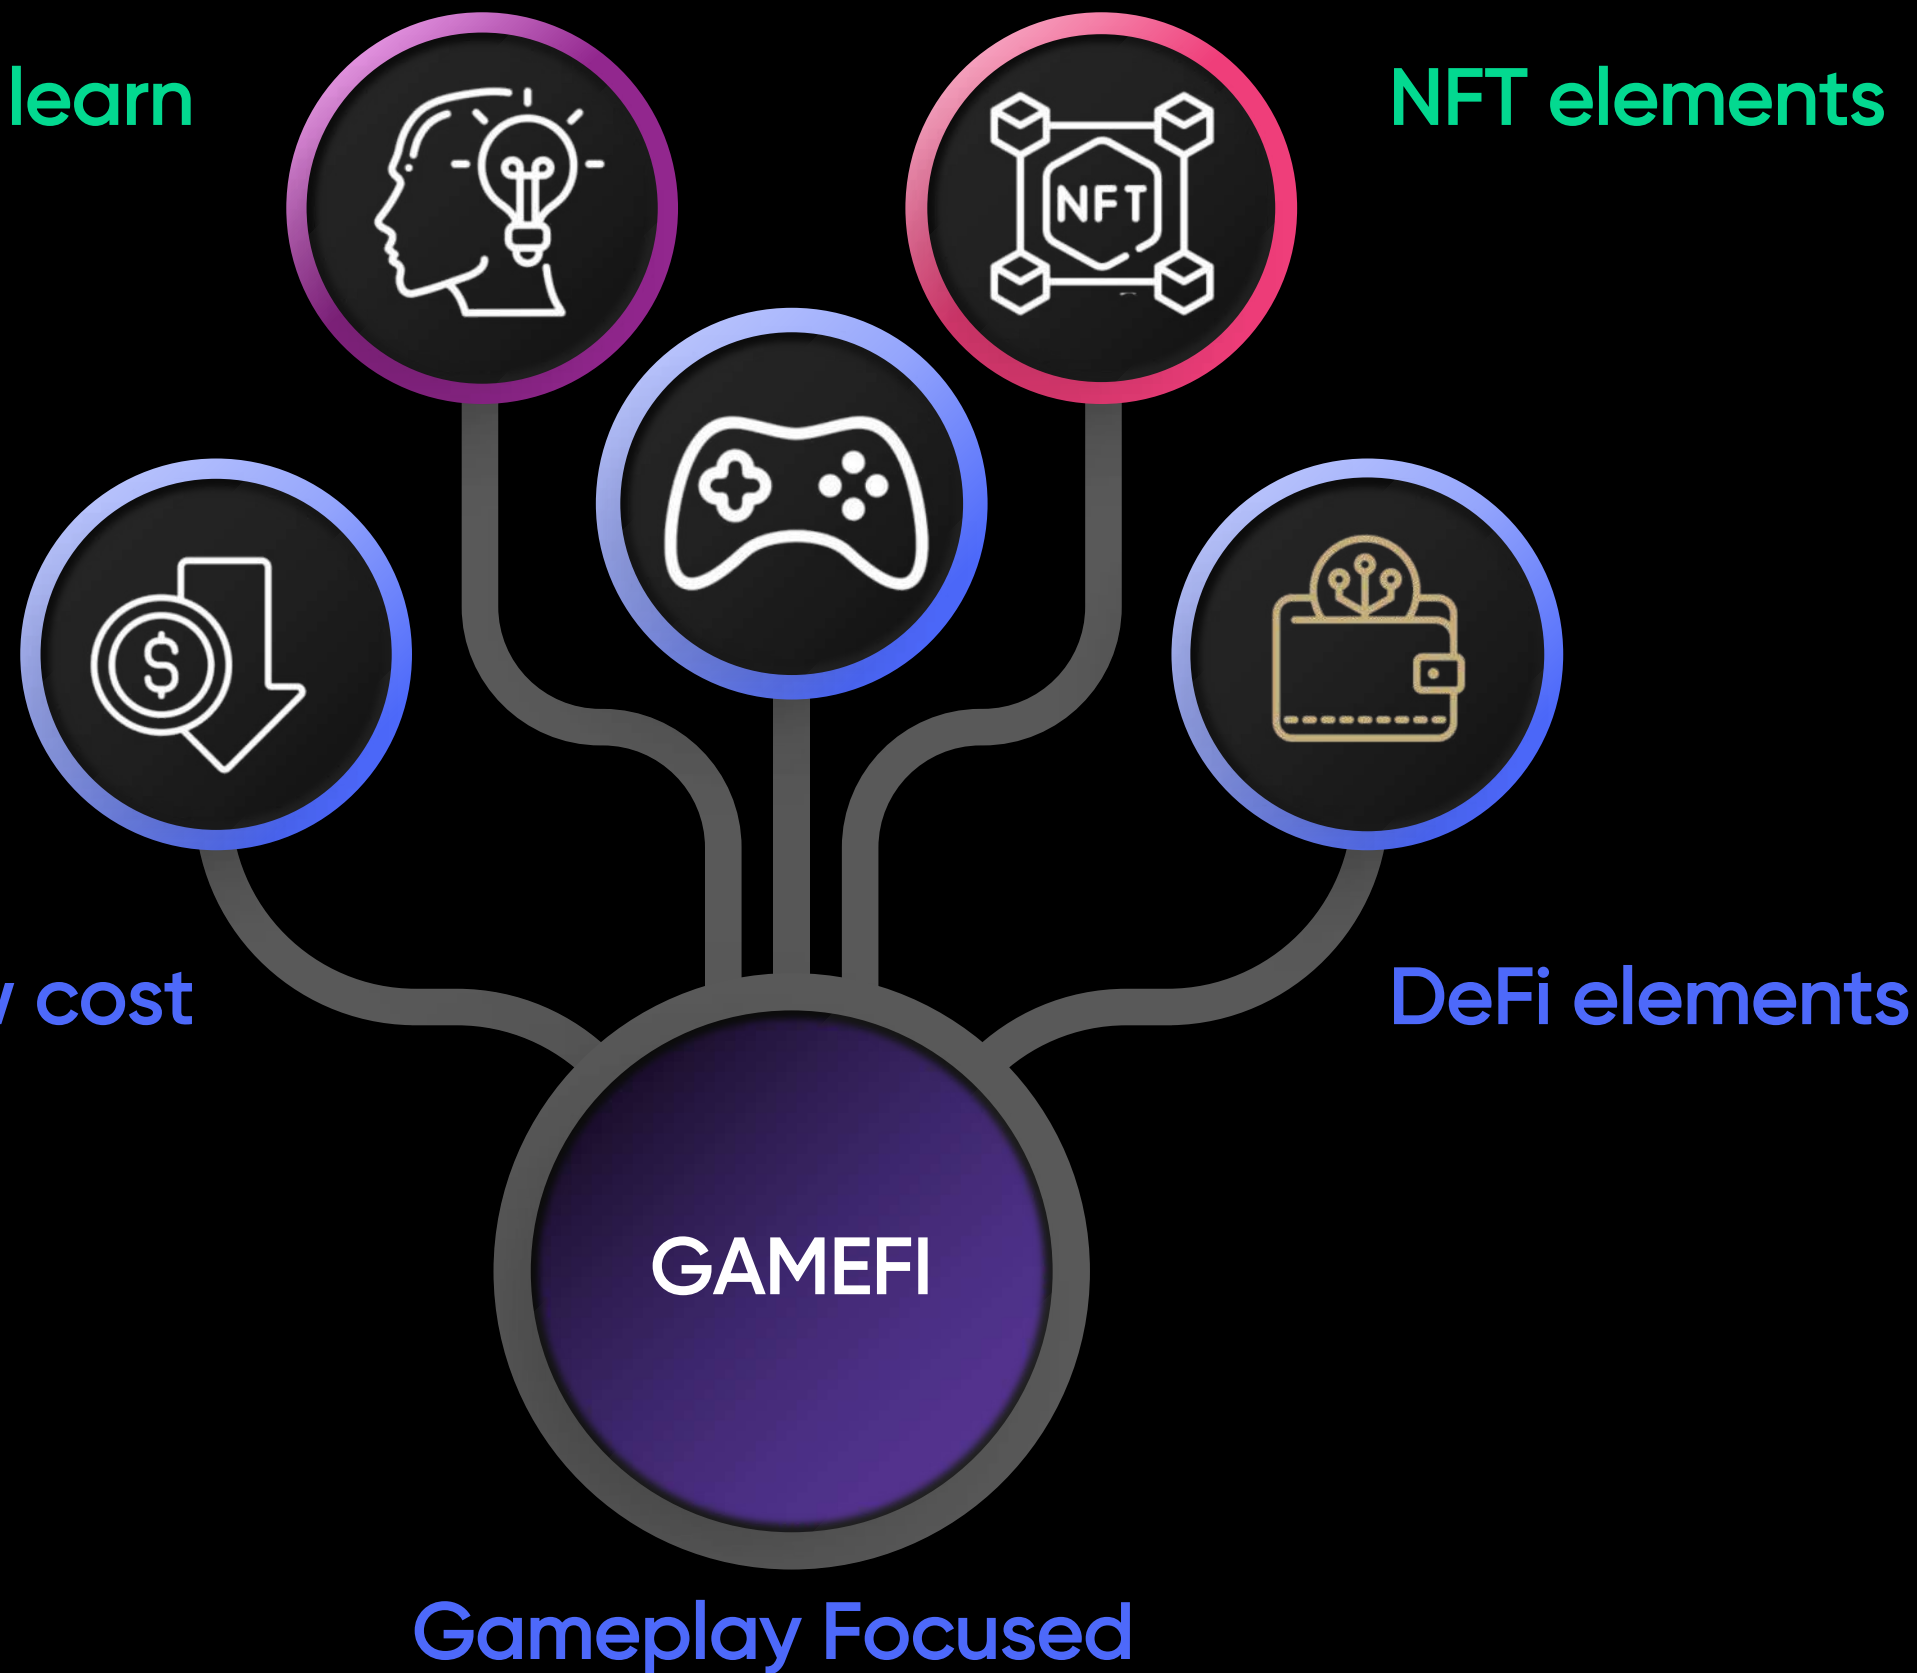 learn
NFT elements
NFT
$
cost
DeFi elements
GAMEFI
Gameplay Focused